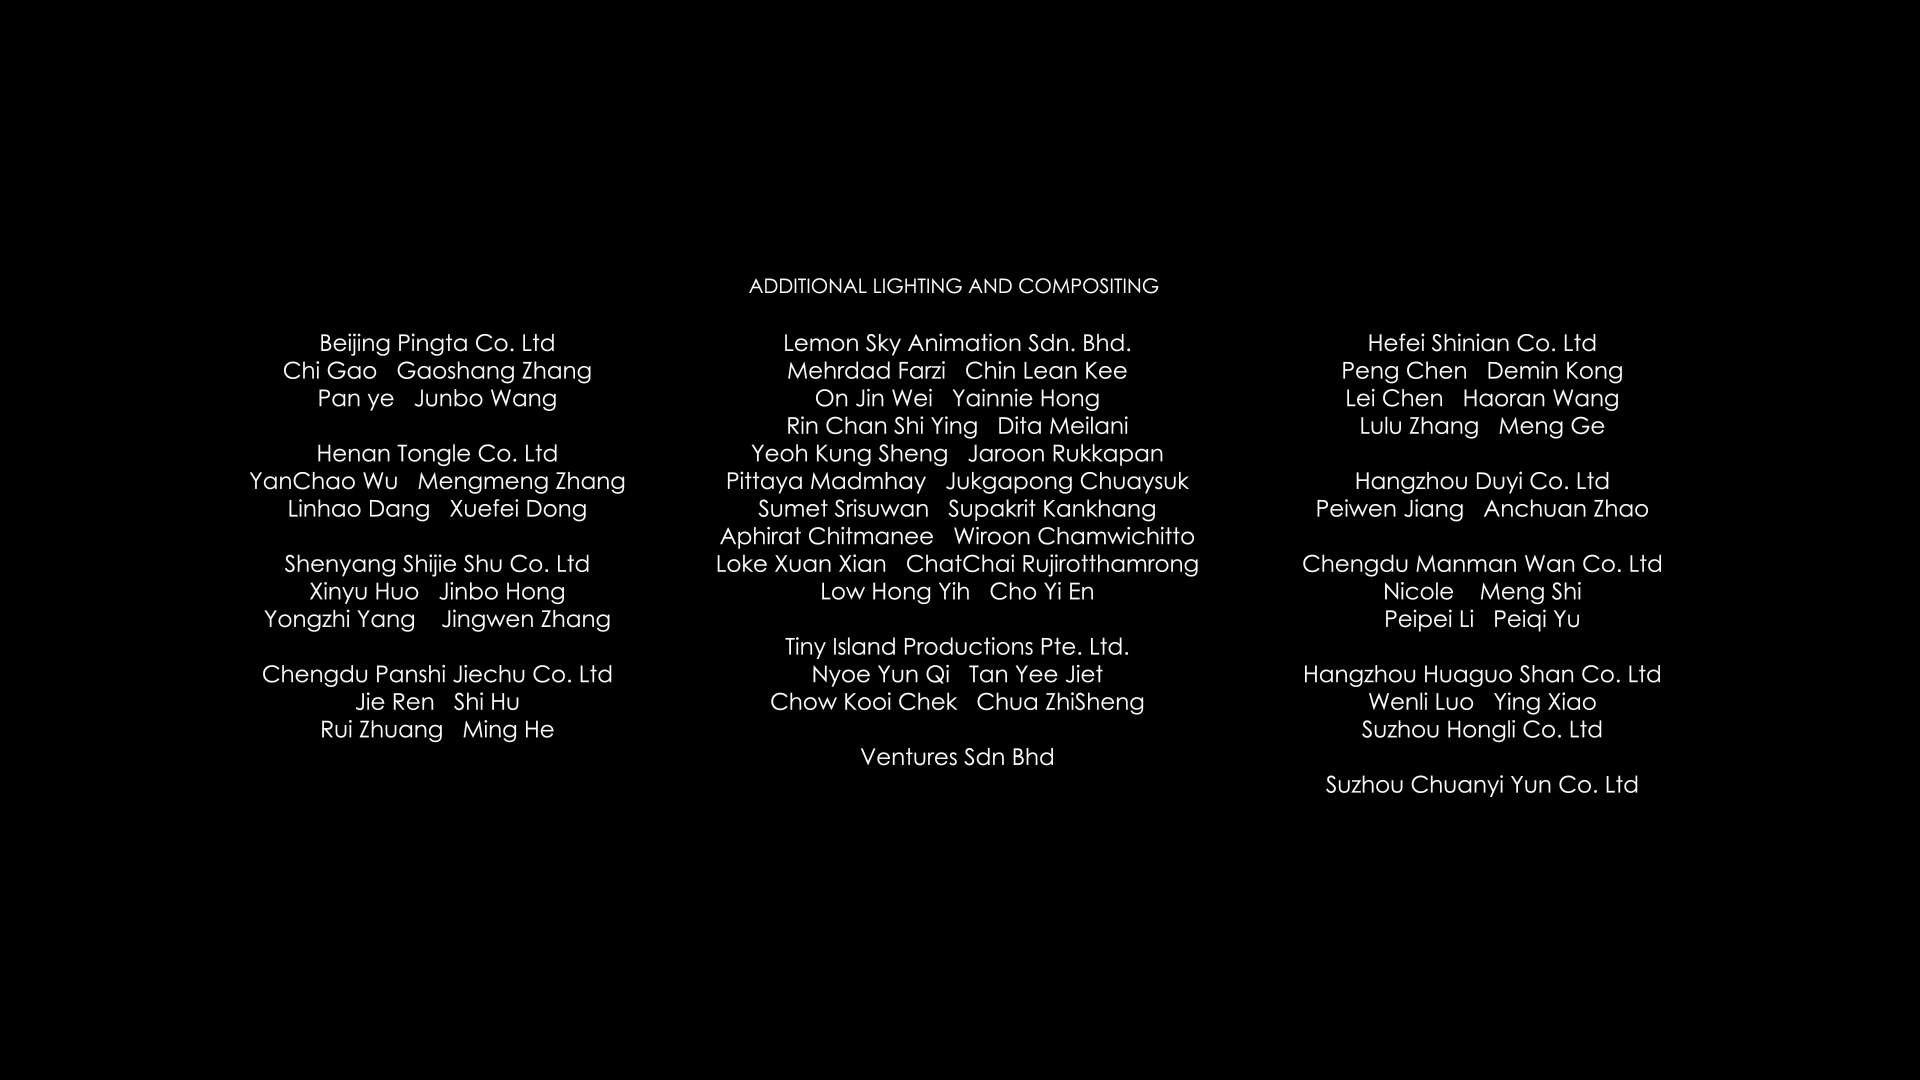 ADDITIONAL LIGHTING AND COMPOSITING
Beijing Pingta Co. Ltd
Chi Gao Gaoshang Zhang
Pan ye Junbo Wang
Henan Tongle Co. Ltd
YanChao Wu Mengmeng Zhang
Linhao Dang Xuefei Dong
Shenyang Shijie Shu Co. Ltd
Xinyu Huo Jinbo Hong
Yongzhi Yang Jingwen Zhang
Chengdu Panshi Jiechu Co. Ltd
Jie Ren Shi Hu
Rui Zhuang Ming He
Lemon Sky Animation Sdn. Bhd.
Mehrdad Farzi Chin Lean Kee
On Jin Wei Yainnie Hong
Rin Chan Shi Ying Dita Meilani
Yeoh Kung Sheng Jaroon Rukkapan
Pittaya Madmhay Jukgapong Chuaysuk
Sumet Srisuwan Supakrit Kankhang
Aphirat Chitmanee Wiroon Chamwichitto
Loke Xuan Xian ChatChai Rujirotthamrong
Low Hong Yih Cho Yi En
Tiny Island Productions Pte. Ltd.
Nyoe Yun Qi Tan Yee Jiet
Chow Kooi Chek Chua ZhiSheng
Ventures Sdn Bhd
Hefei Shinian Co. Ltd
Peng Chen Demin Kong
Lei Chen Haoran Wang
Lulu Zhang Meng Ge
Hangzhou Duyi Co. Ltd
Peiwen Jiang Anchuan Zhao
Chengdu Manman Wan Co. Ltd
Nicole Meng Shi
Peipei Li Peiqi Yu
Hangzhou Huaguo Shan Co. Ltd
Wenli Luo Ying Xiao
Suzhou Hongli Co. Ltd
Suzhou Chuanyi Yun Co. Ltd